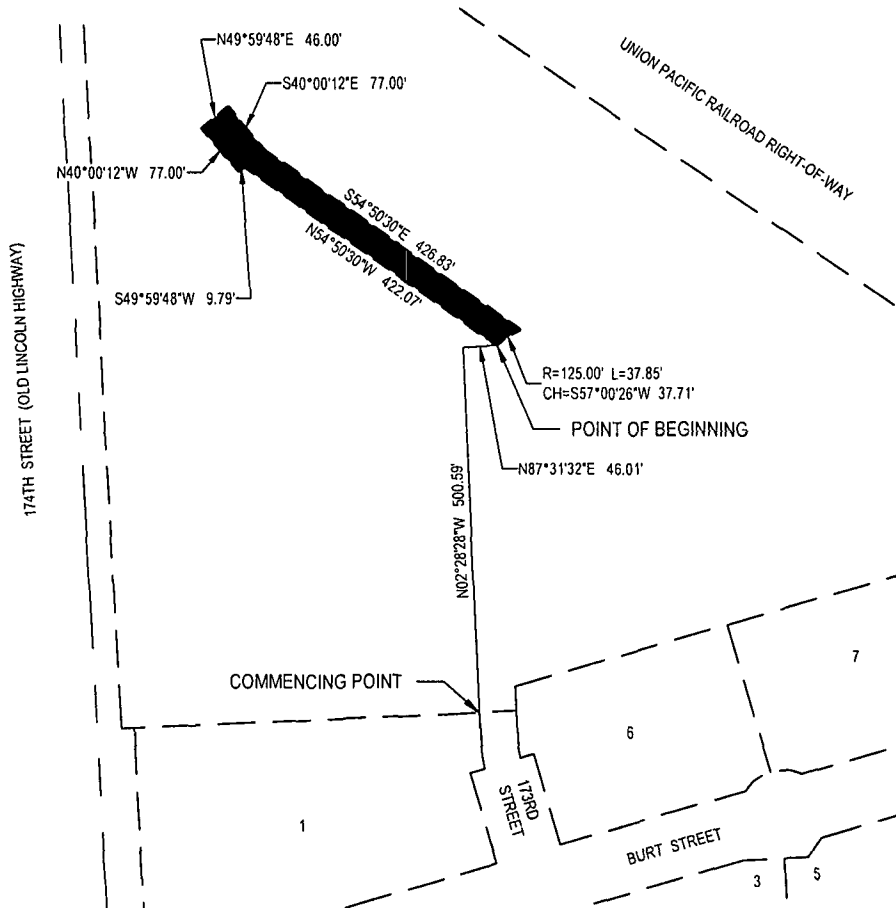 N49°59'48"E 46.00'
S40°00'12"E 77.00'
UNION PACIFIC RAILROAD RIGHT-OF-WAY
N40°00'12"W 77.00'
S54°50'30"E 426.83'
N54°50'30"W 422.07'
S49°59'48"W 9.79'
174TH STREET (OLD LINCOLN HIGHWAY)
R=125.00' L=37.85'
CH=S57°00'26"W 37.71'
POINT OF BEGINNING
N87°31'32"E 46.01'
N02°28'28"W 500.59'
COMMENCING POINT
7
6
1
173RD
STREET
BURT STREET
3
5